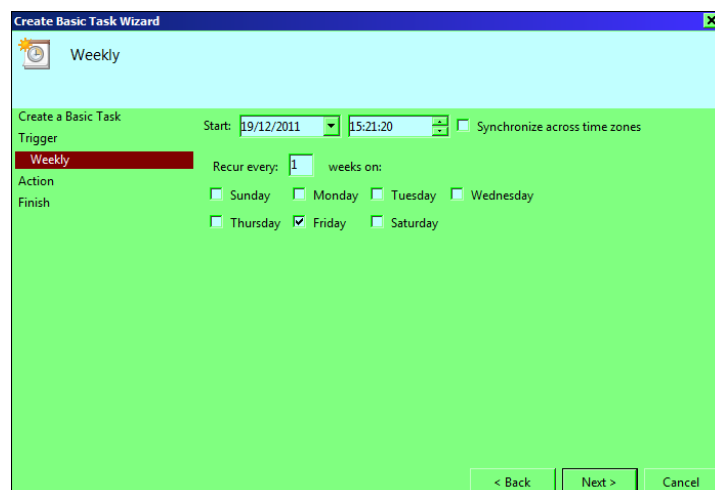 Create Basic Task Wizard
Weekly
Create a Basic Task
Trigger
Weekly
Action
Finish
Start: 19/12/2011 15:21:20 Synchronize across time zones
Recur every: 1 weeks on:
Sunday Monday Tuesday Wednesday
Thursday Friday Saturday
< Back Next > Cancel